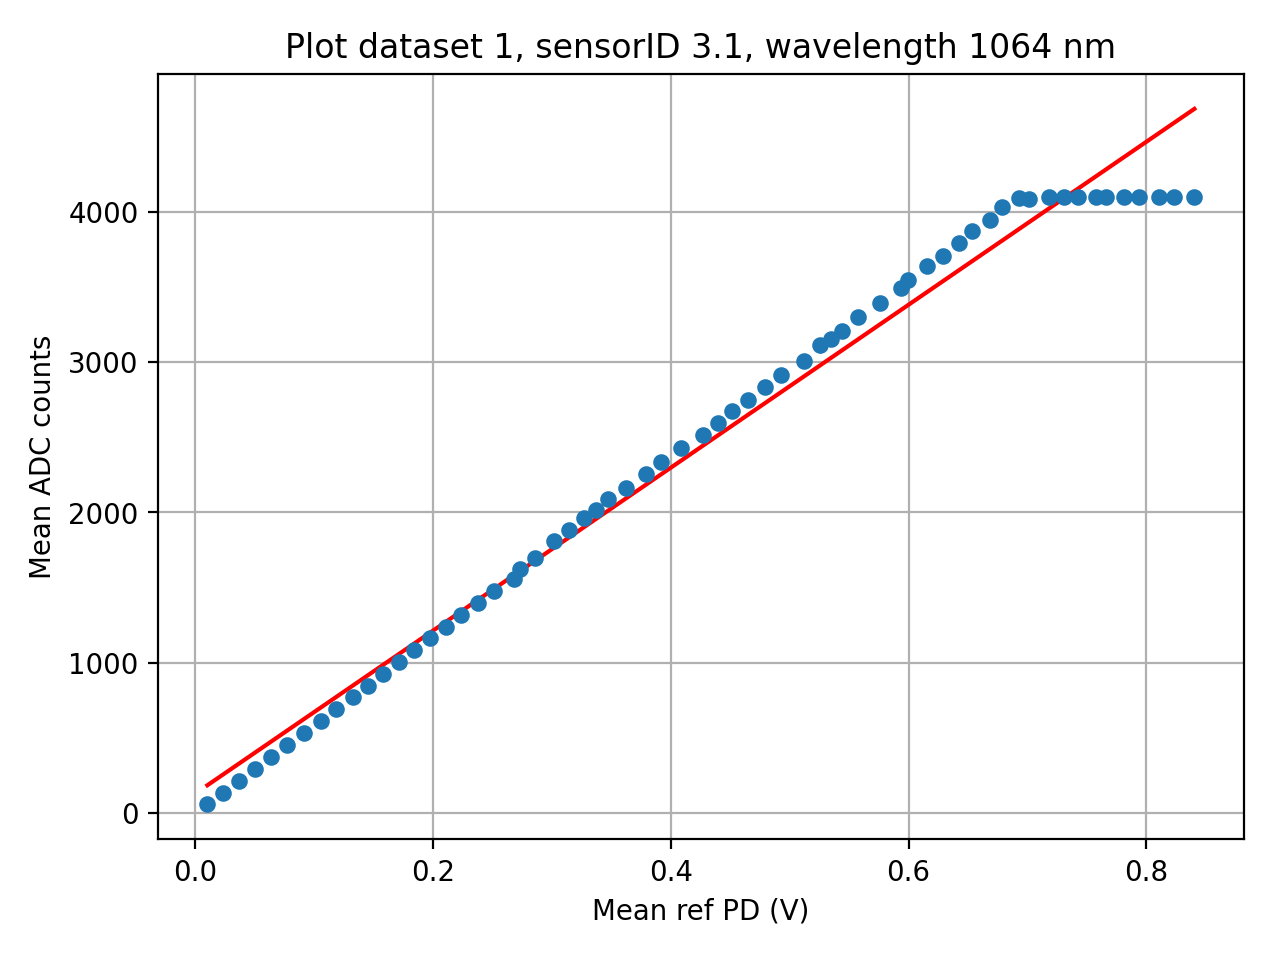 Plot dataset 1, sensorID 3.1, wavelength 1064 nm
4000
3000
2000
1000
0
Mean ADC counts
0.0 0.2 0.4 0.6 0.8
Mean ref PD (V)